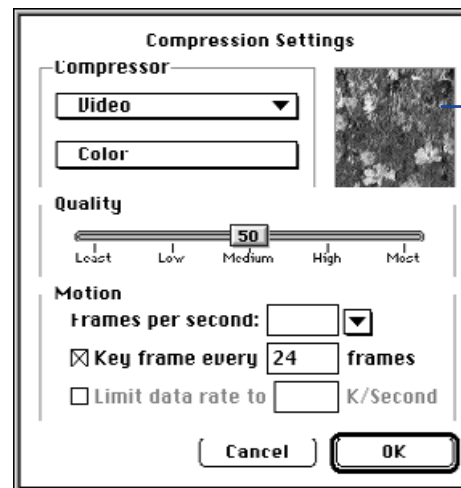 Compression Settings
Compressor
Video
Color
Quality
50
Least Low Medium High Most
Motion
Frames per second:
Key frame every 24 frames
Limit data rate to K/Second
Cancel OK